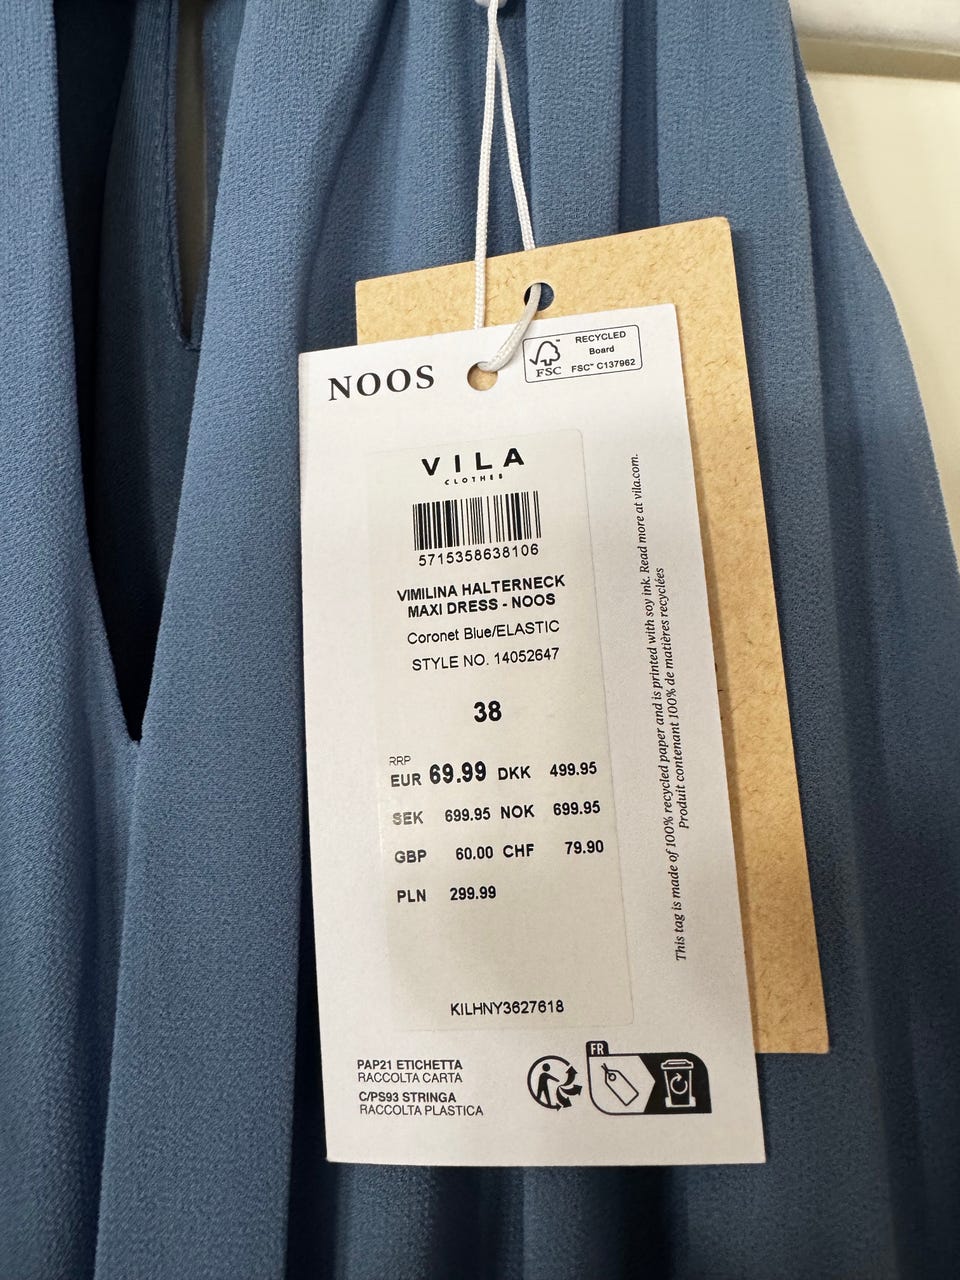 NOOS
FSC™
RECYCLED
Board
FSC™ C137962
VILA
CLOTHES
5715358638106
VIMILINA HALTERNECK
MAXI DRESS - NOOS
Coronet Blue/ELASTIC
STYLE NO. 14052647
38
RRP
EUR 69.99 DKK 499.95
SEK 699.95 NOK 699.95
GBP 60.00 CHF 79.90
PLN 299.99
KILHNY3627618
This tag is made of 100% recycled paper and is printed with soy ink. Read more at vila.com.
Produit contenant 100% de matières recyclées
PAP21 ETICHETTA
RACCOLTA CARTA
C/PS93 STRINGA
RACCOLTA PLASTICA
FR